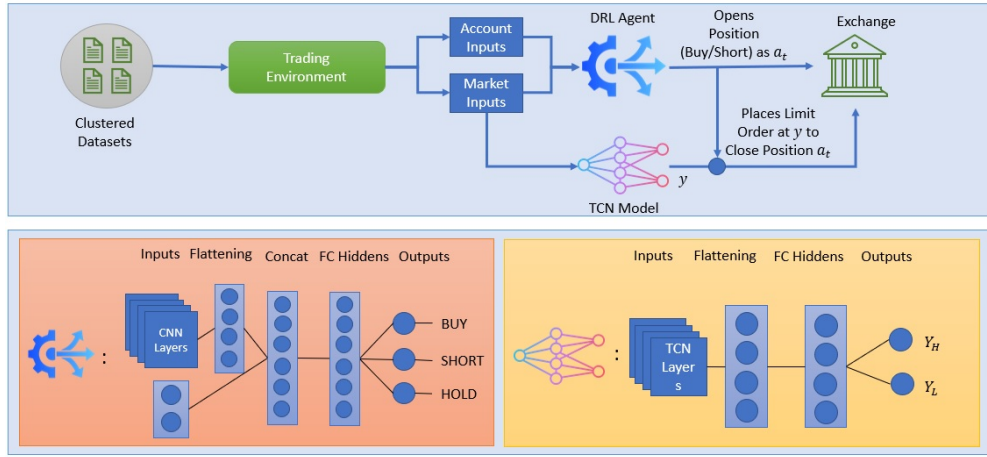 Clustered
Datasets
Trading
Environment
Account
Inputs
Market
Inputs
DRL Agent
Opens
Position
(Buy/Short) as a_t
Exchange
Places Limit
Order at y to
Close Position a_t
y
TCN Model
Inputs Flattening Concat FC Hiddens Outputs
CNN
Layers
:
BUY
SHORT
HOLD
Inputs Flattening FC Hiddens Outputs
:
TCN
Layer
s
Y_H
Y_L